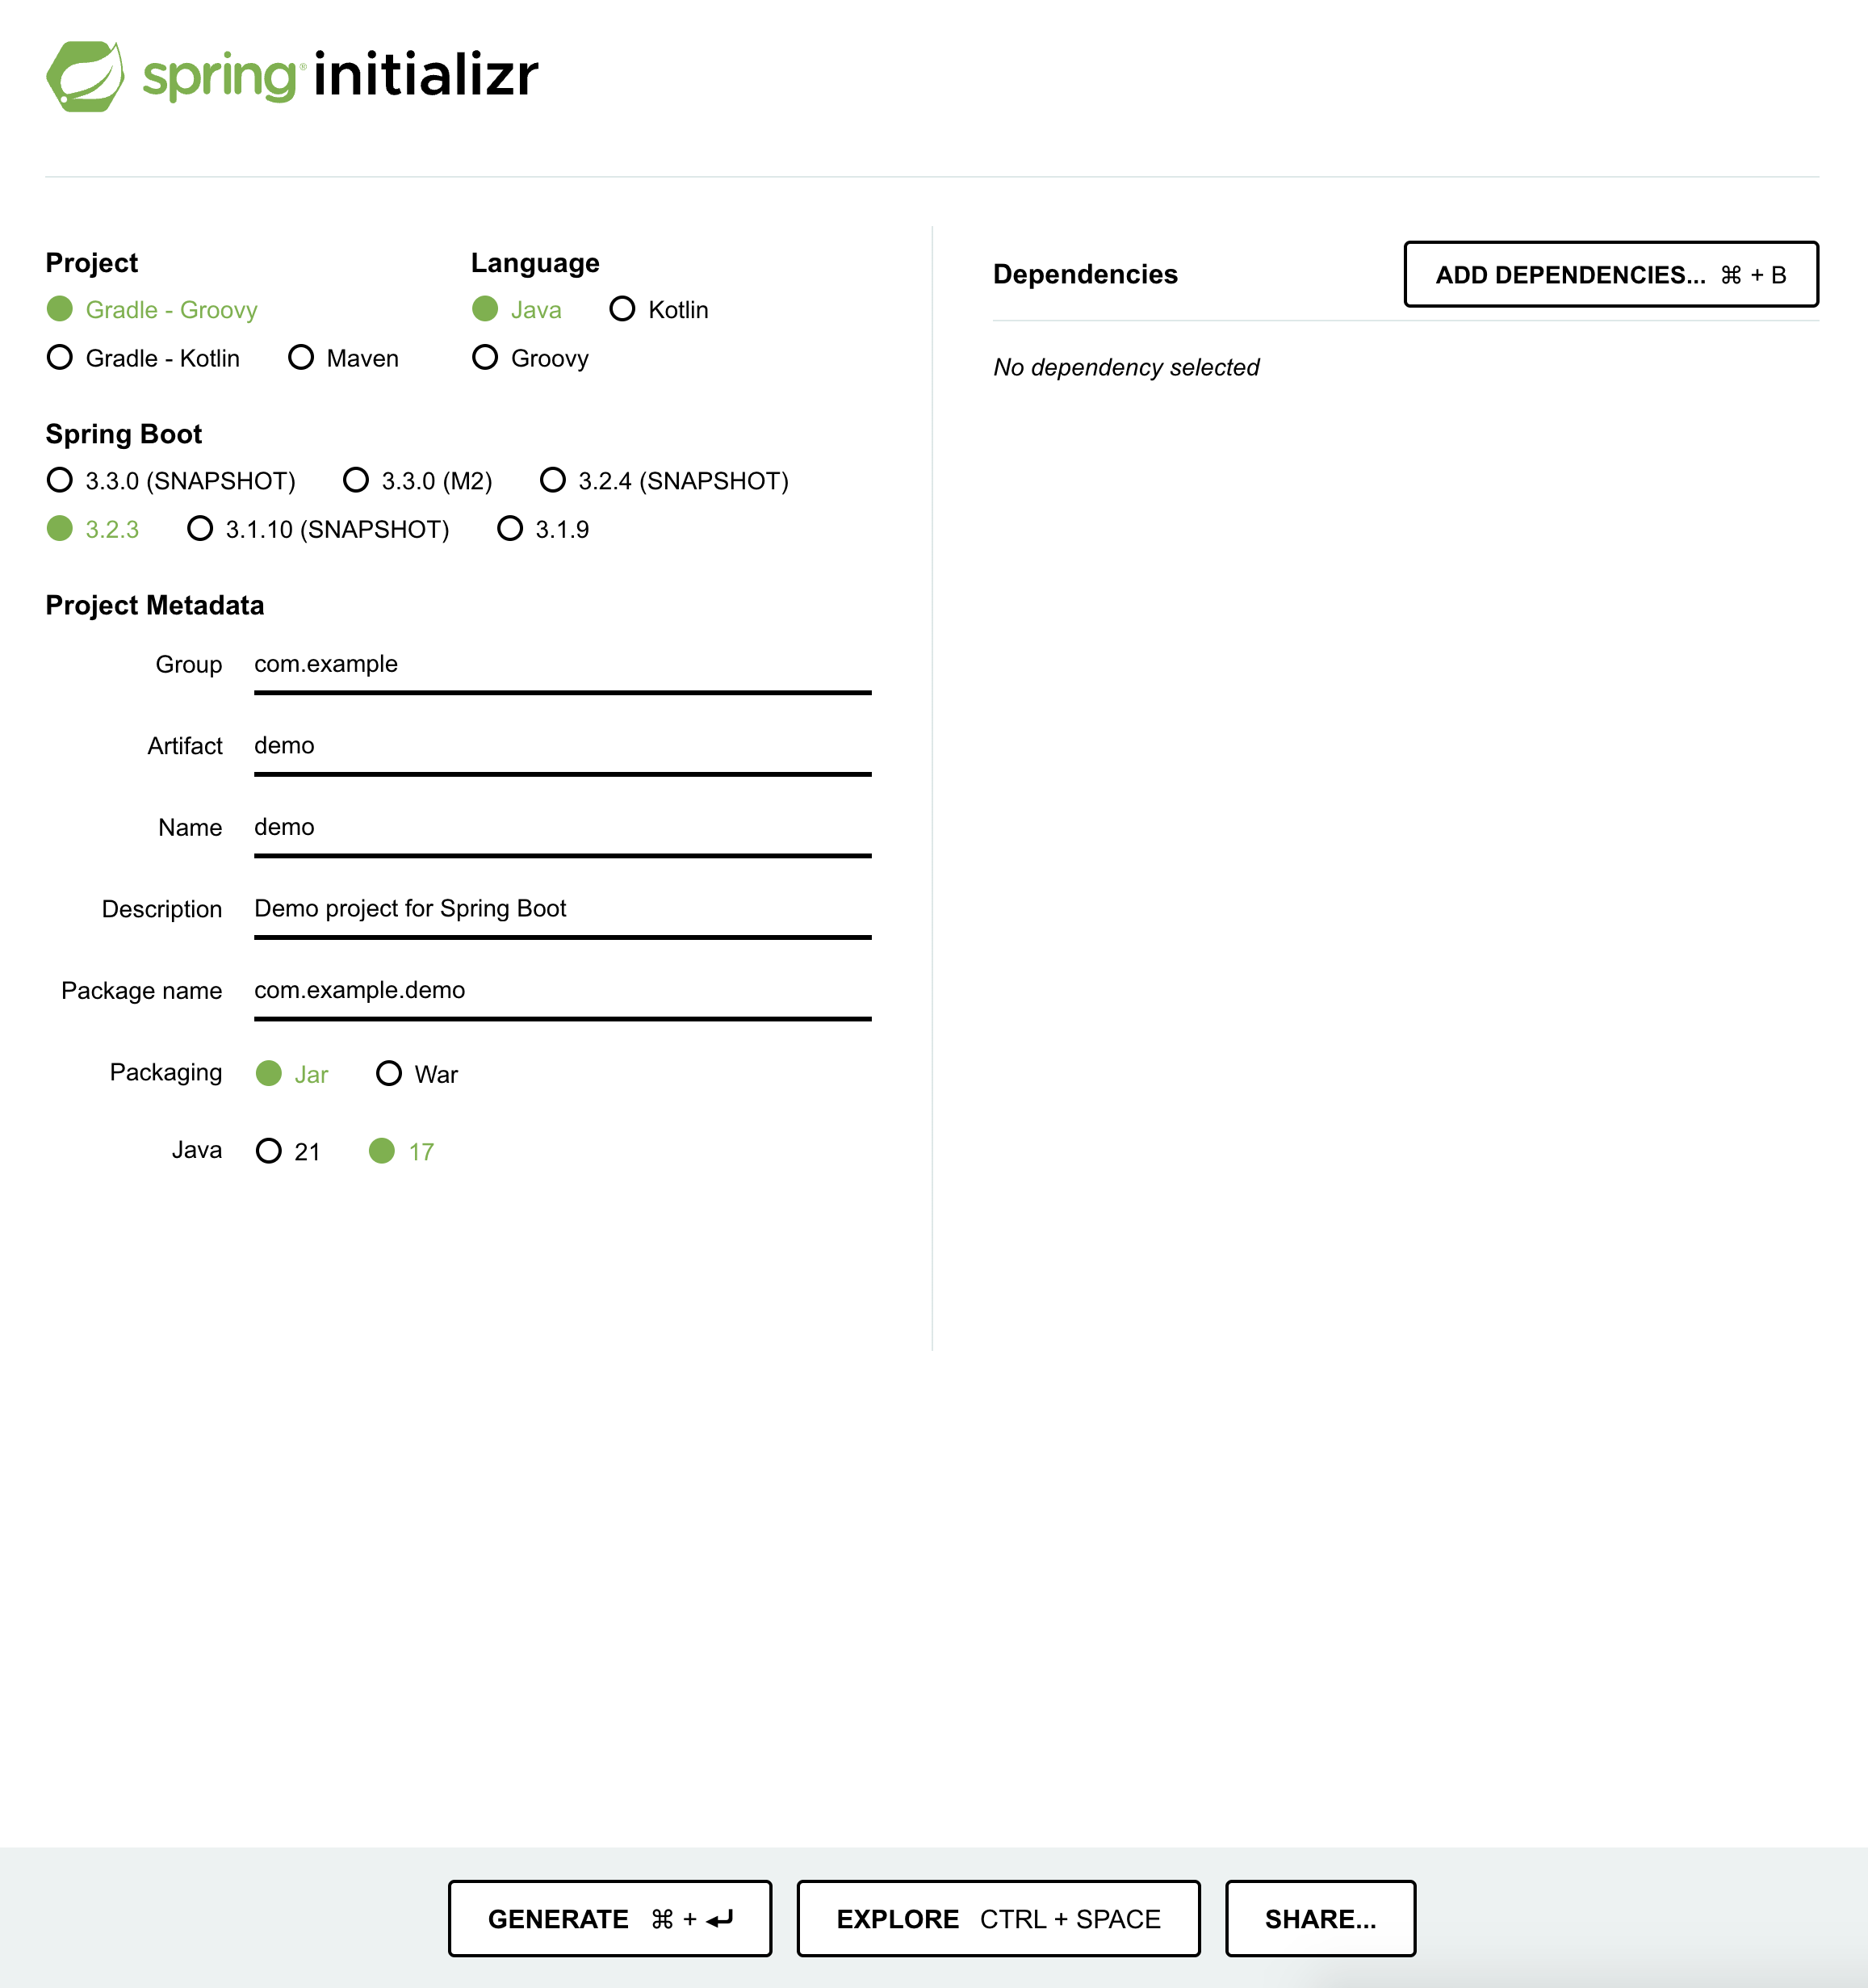 spring initializr
Project
Gradle - Groovy
Gradle - Kotlin Maven
Language
Java Kotlin
Groovy
Spring Boot
3.3.0 (SNAPSHOT) 3.3.0 (M2) 3.2.4 (SNAPSHOT)
3.2.3 3.1.10 (SNAPSHOT) 3.1.9
Project Metadata
Group com.example
Artifact demo
Name demo
Description Demo project for Spring Boot
Package name com.example.demo
Packaging Jar War
Java 21 17
Dependencies
ADD DEPENDENCIES... ⌘ + B
No dependency selected
GENERATE ⌘ + ↵
EXPLORE CTRL + SPACE
SHARE...